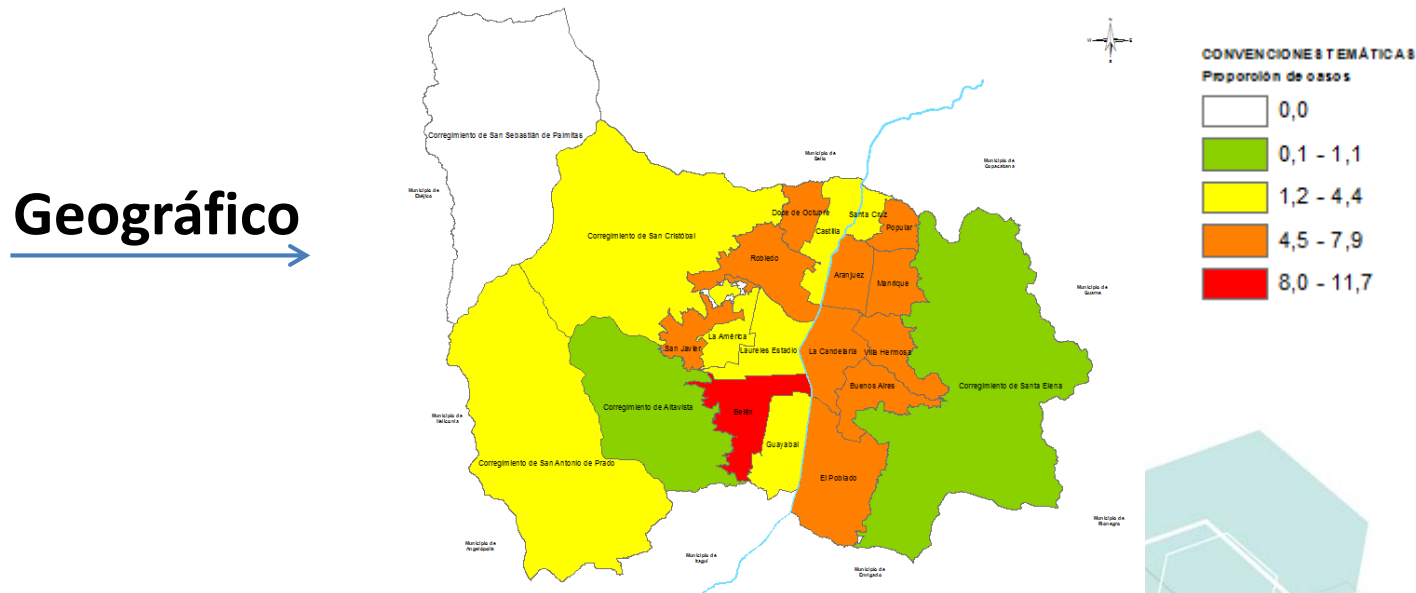 Geográfico
Corregimiento de San Sebastián de Palmitas
Corregimiento de San Cristóbal
Corregimiento de San Antonio de Prado
Corregimiento de Altavista
Corregimiento de Santa Elena
Doce de Octubre
Castilla
Santa Cruz
Popular
Robledo
Aranjuez
Manrique
San Javier
La América
Laureles Estadio
La Candelaria
Villa Hermosa
Buenos Aires
Belén
Guayabal
El Poblado
Municipio de
Bello
Municipio de
Copacabana
Municipio de
Ebéjico
Municipio de
Guarne
Municipio de
Heliconia
Municipio de
Angelópolis
Municipio de
Itagüí
Municipio de
Envigado
Municipio de
Rionegro
CONVENCIONES TEMÁTICAS
Proporción de casos
0,0
0,1 - 1,1
1,2 - 4,4
4,5 - 7,9
8,0 - 11,7